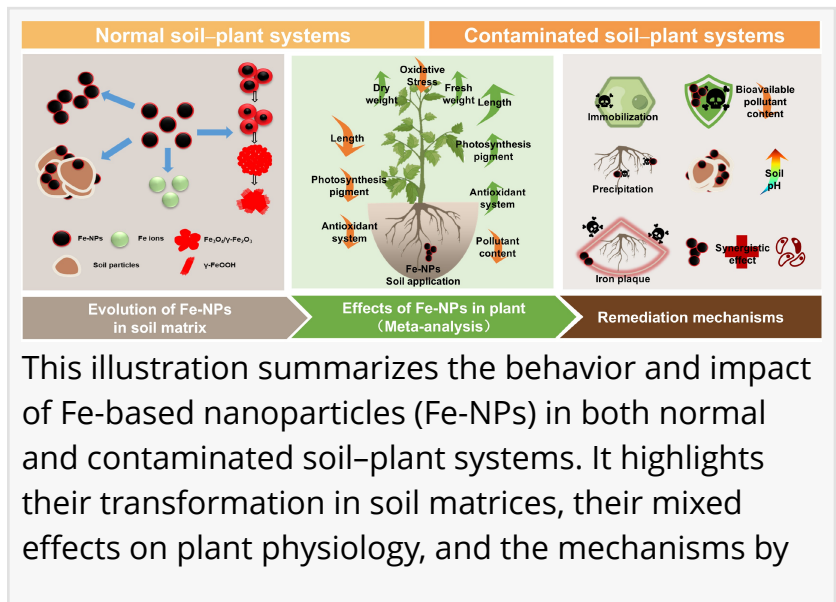 Normal soil–plant systems
Contaminated soil–plant systems
Fe-NPs
Fe ions
Fe₃O₄/γ-Fe₂O₃
Soil particles
γ-FeOOH
Oxidative
Stress
Dry
weight
Fresh
weight
Length
Length
Photosynthesis
pigment
Photosynthesis
pigment
Antioxidant
system
Antioxidant
system
Pollutant
content
Fe-NPs
Soil application
Immobilization
Bioavailable
pollutant
content
Precipitation
Soil
pH
Iron plaque
Synergistic
effect
Evolution of Fe-NPs
in soil matrix
Effects of Fe-NPs in plant
（Meta-analysis）
Remediation mechanisms
This illustration summarizes the behavior and impact
of Fe-based nanoparticles (Fe-NPs) in both normal
and contaminated soil–plant systems. It highlights
their transformation in soil matrices, their mixed
effects on plant physiology, and the mechanisms by